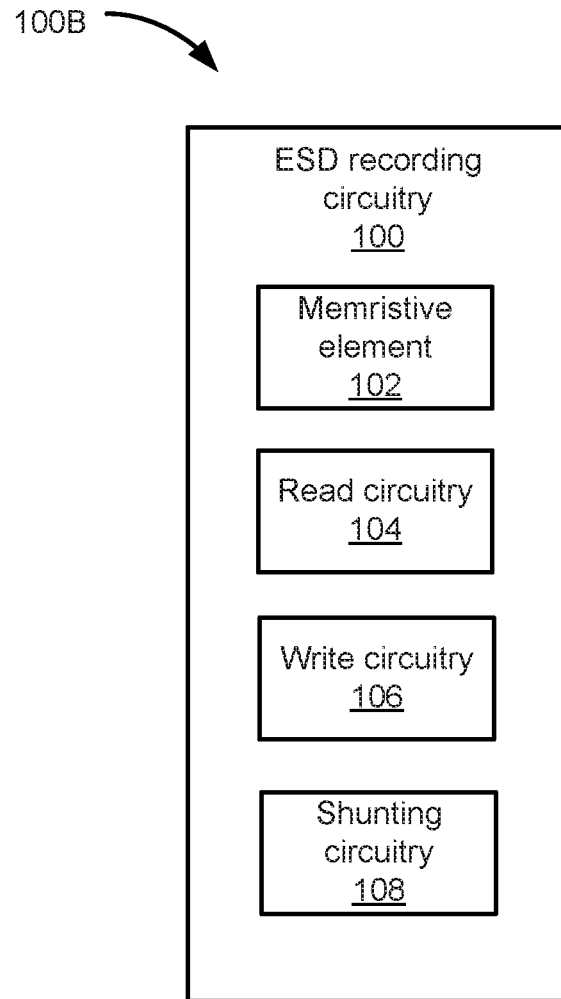 100B
ESD recording
circuitry
100
Memristive
element
102
Read circuitry
104
Write circuitry
106
Shunting
circuitry
108